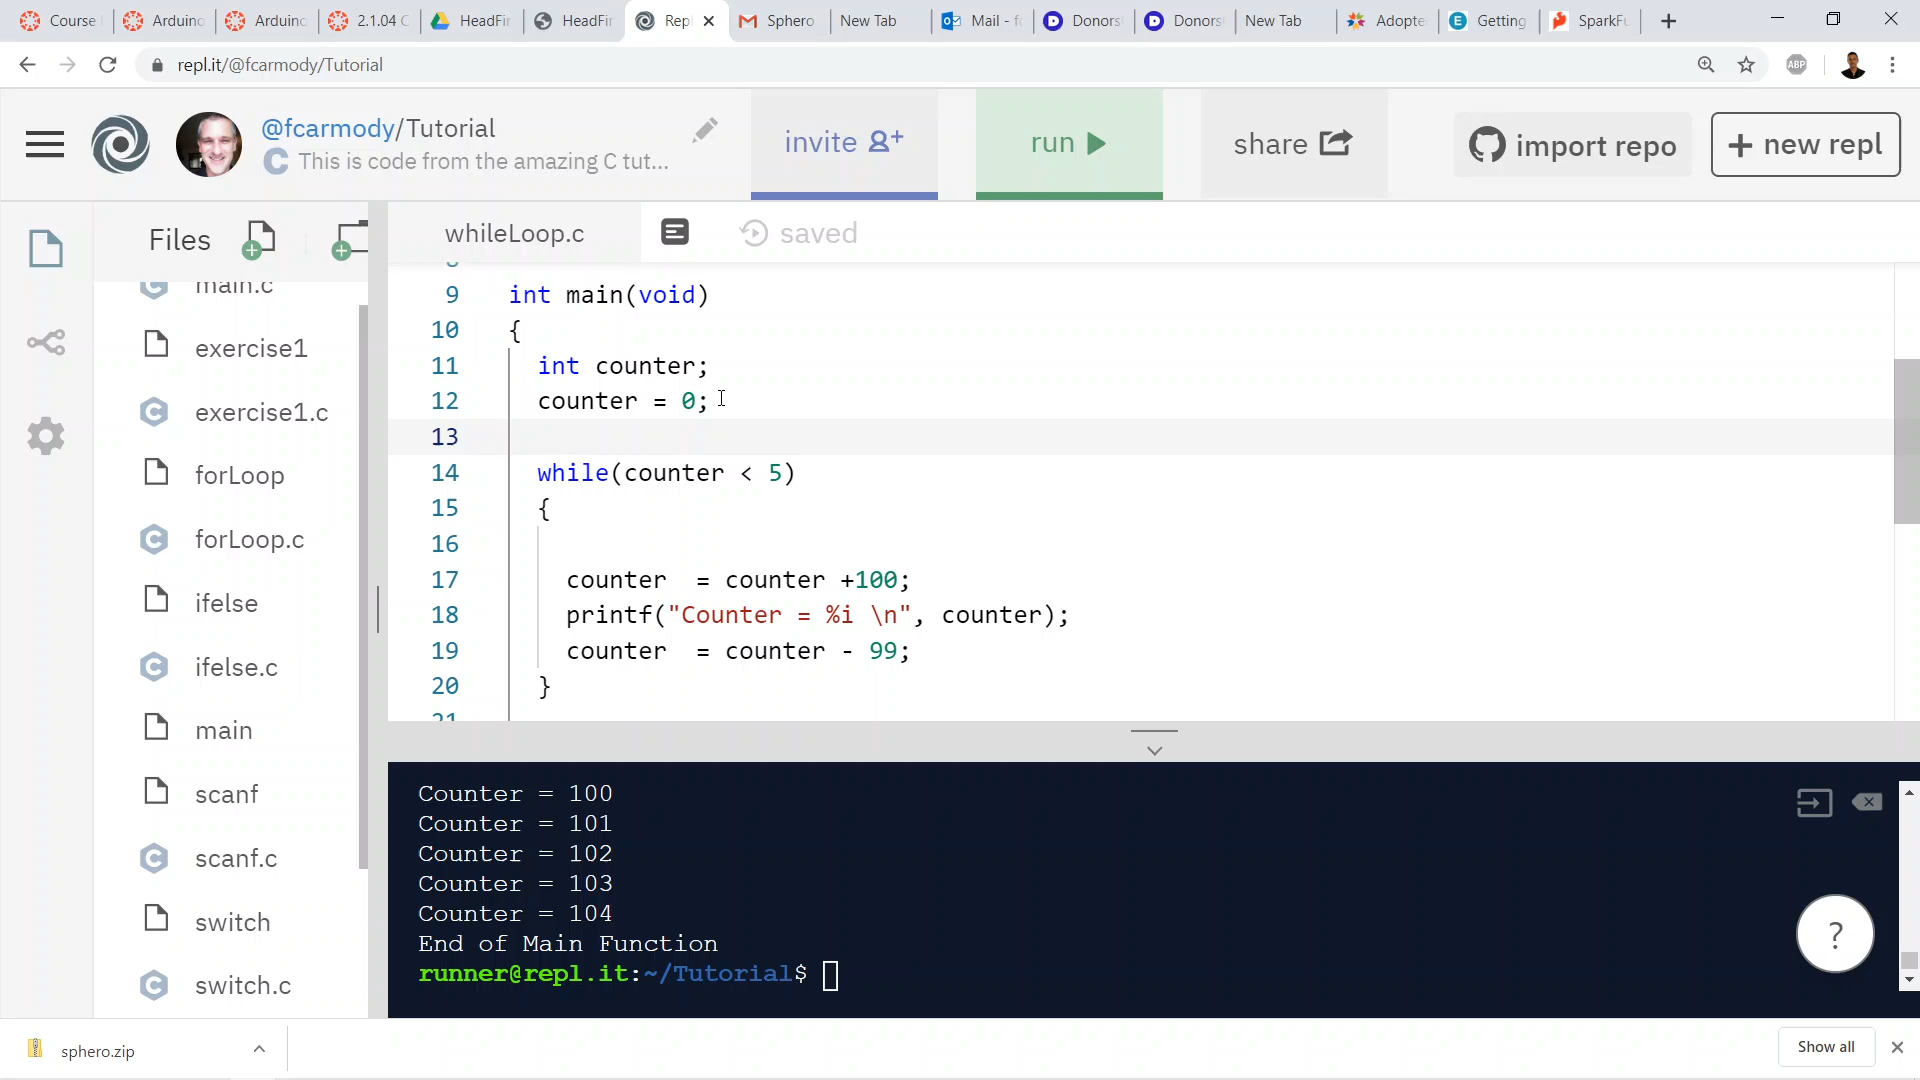 Course
Arduino
Arduino
2.1.04 C
HeadFir
HeadFir
Repl
Sphero
New Tab
Mail - f
Donors
Donors
New Tab
Adopte
Getting
SparkFu
repl.it/@fcarmody/Tutorial
ABP
@fcarmody/Tutorial
This is code from the amazing C tut...
invite
run
share
import repo
+ new repl
Files
whileLoop.c
saved
main.c
exercise1
exercise1.c
forLoop
forLoop.c
ifelse
ifelse.c
main
scanf
scanf.c
switch
switch.c
8
9 int main(void)
10 {
11 int counter;
12 counter = 0;
13
14 while(counter < 5)
15 {
16
17 counter  = counter +100;
18 printf("Counter = %i \n", counter);
19 counter  = counter - 99;
20 }
21
Counter = 100
Counter = 101
Counter = 102
Counter = 103
Counter = 104
End of Main Function
runner@repl.it:~/Tutorial$
?
sphero.zip
Show all